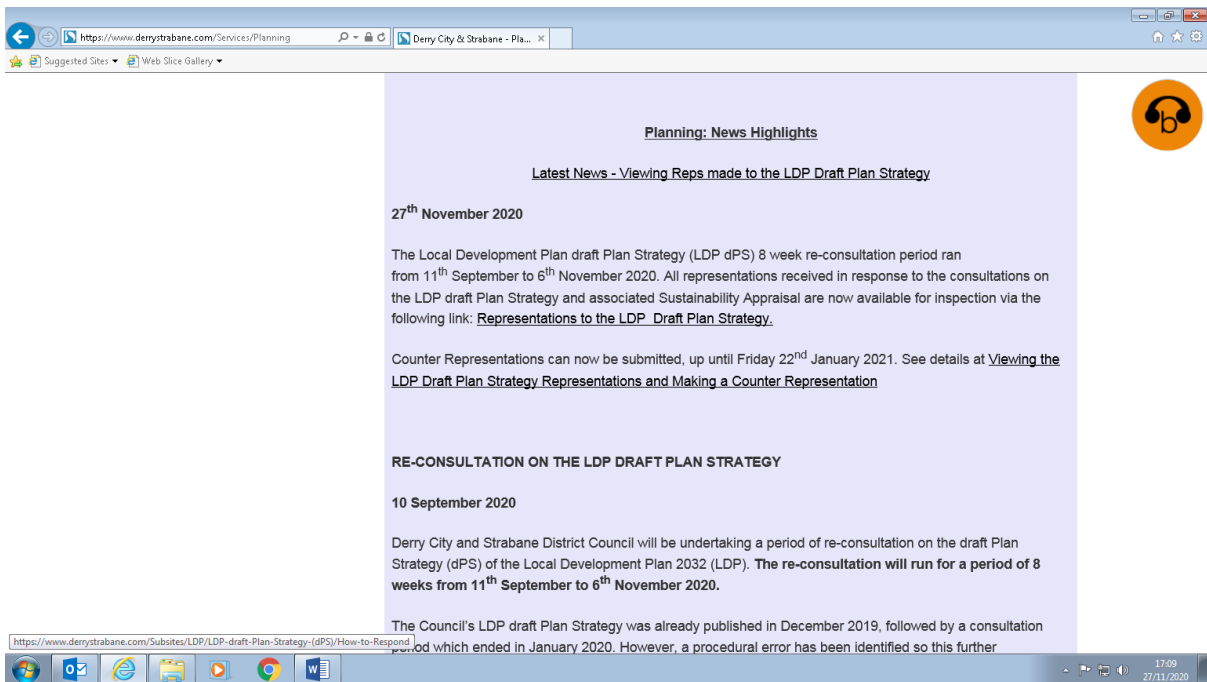 https://www.derrystrabane.com/Services/Planning
Derry City & Strabane - Pla...
Suggested Sites
Web Slice Gallery
b
Planning: News Highlights
Latest News - Viewing Reps made to the LDP Draft Plan Strategy
27th November 2020
The Local Development Plan draft Plan Strategy (LDP dPS) 8 week re-consultation period ran
from 11th September to 6th November 2020. All representations received in response to the consultations on
the LDP draft Plan Strategy and associated Sustainability Appraisal are now available for inspection via the
following link: Representations to the LDP Draft Plan Strategy.
Counter Representations can now be submitted, up until Friday 22nd January 2021. See details at Viewing the
LDP Draft Plan Strategy Representations and Making a Counter Representation
RE-CONSULTATION ON THE LDP DRAFT PLAN STRATEGY
10 September 2020
Derry City and Strabane District Council will be undertaking a period of re-consultation on the draft Plan
Strategy (dPS) of the Local Development Plan 2032 (LDP). The re-consultation will run for a period of 8
weeks from 11th September to 6th November 2020.
The Council's LDP draft Plan Strategy was already published in December 2019, followed by a consultation
https://www.derrystrabane.com/Subsites/LDP/LDP-draft-Plan-Strategy-(dPS)/How-to-Respond
which ended in January 2020. However, a procedural error has been identified so this further
17:09
27/11/2020